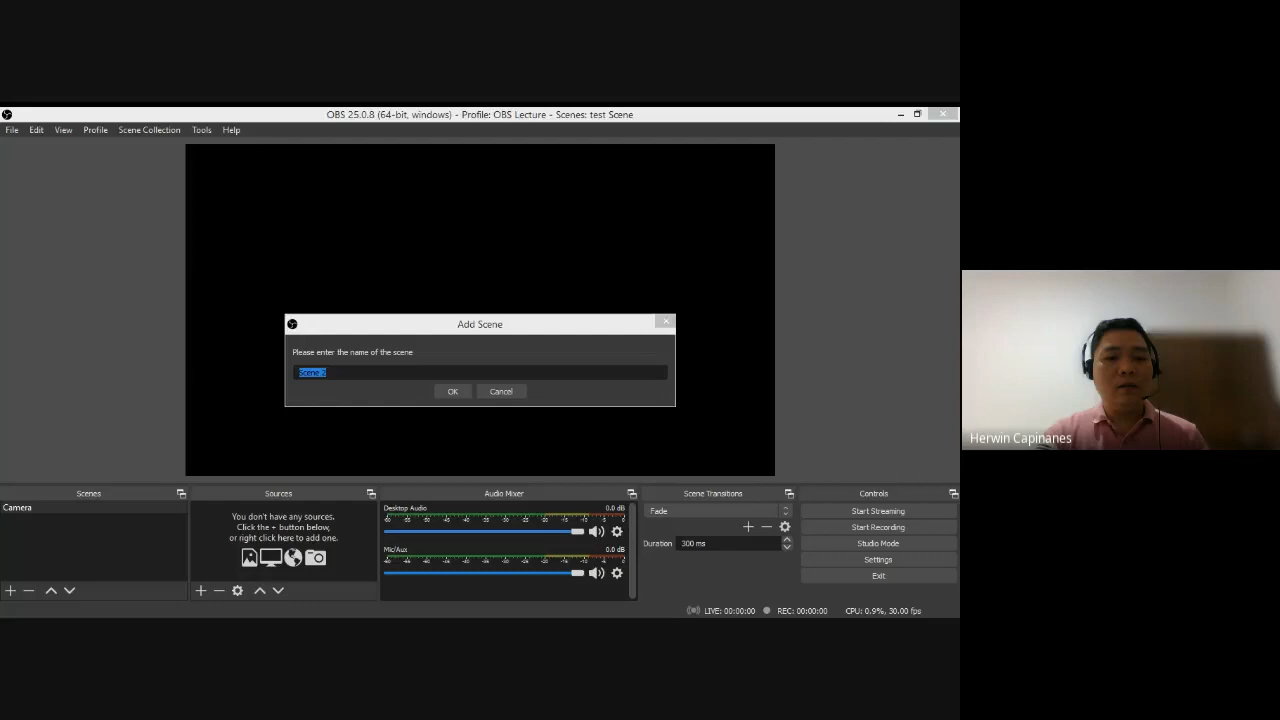 OBS 25.0.8 (64-bit, windows) - Profile: OBS Lecture - Scenes: test Scene
File Edit View Profile Scene Collection Tools Help
Add Scene
Please enter the name of the scene
Scene 2
OK Cancel
Herwin Capinanes
Scenes
Camera
Sources
You don't have any sources.
Click the + button below,
or right click here to add one.
Audio Mixer
Desktop Audio 0.0 dB
Mic/Aux 0.0 dB
Scene Transitions
Fade
Duration 300 ms
Controls
Start Streaming
Start Recording
Studio Mode
Settings
Exit
LIVE: 00:00:00 REC: 00:00:00 CPU: 0.9%, 30.00 fps